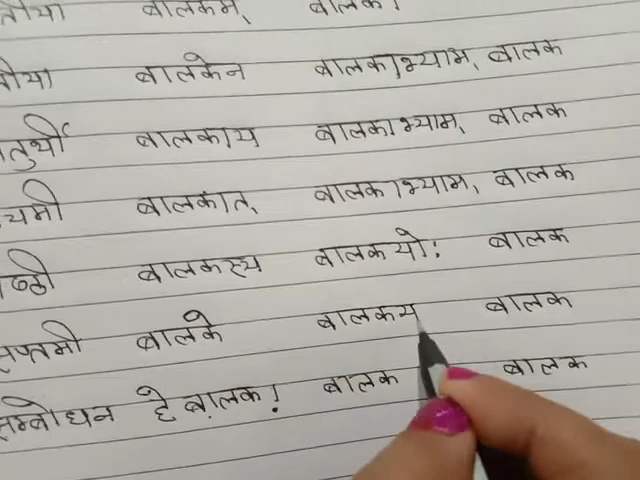 तीया बालकम् बालक।
तीया बालकेन बालकाभ्याम् बालक
तुर्थी बालकाय बालकाभ्याम् बालक
चमी बालकात् बालकाभ्याम् बालक
ष्ठी बालकस्य बालकयोः बालक
सप्तमी बालके बालकय बालक
सम्बोधन हे बालक! बालक बालक